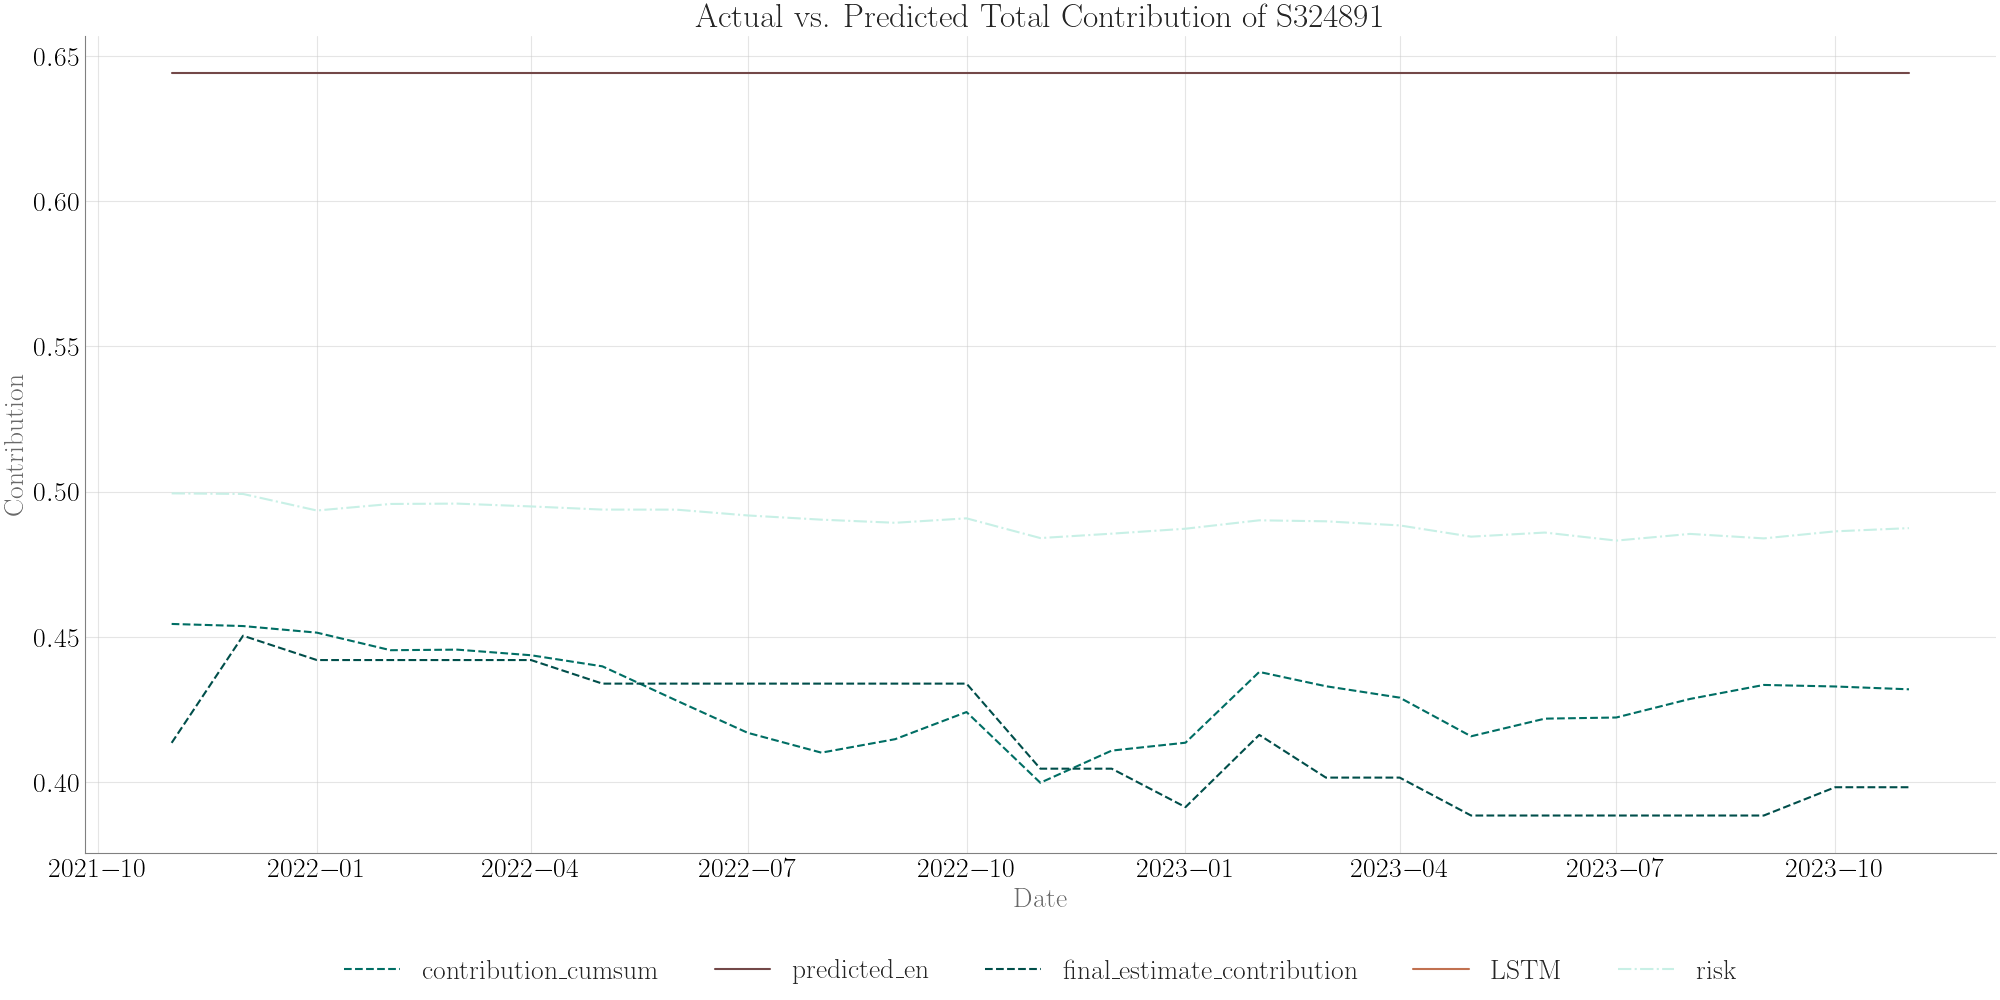 Actual vs. Predicted Total Contribution of S324891
0.65
0.60
0.55
0.50
0.45
0.40
Contribution
2021−10 2022−01 2022−04 2022−07 2022−10 2023−01 2023−04 2023−07 2023−10
Date
contribution_cumsum predicted_en final_estimate_contribution LSTM risk